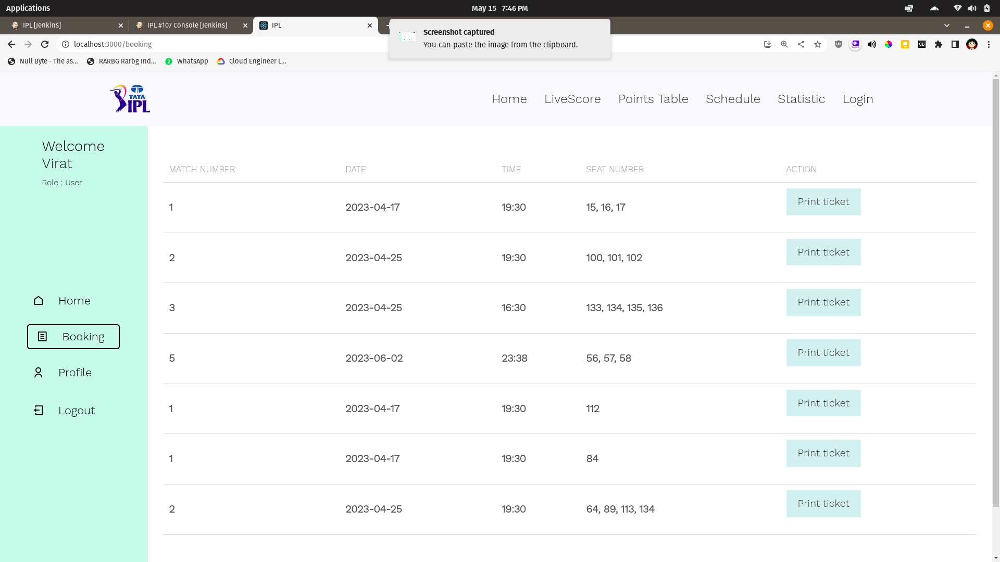 Applications
May 15 7:46 PM
IPL [Jenkins]
IPL #107 Console [Jenkins]
IPL
Screenshot captured
You can paste the image from the clipboard.
localhost:3000/booking
Null Byte - The as...
RARBG Rarbg Ind...
2
WhatsApp
Cloud Engineer L...
TATA
IPL
Home
LiveScore
Points Table
Schedule
Statistic
Login
Welcome
Virat
Role : User
Home
Booking
Profile
Logout
MATCH NUMBER DATE TIME SEAT NUMBER ACTION
1 2023-04-17 19:30 15, 16, 17 Print ticket
2 2023-04-25 19:30 100, 101, 102 Print ticket
3 2023-04-25 16:30 133, 134, 135, 136 Print ticket
5 2023-06-02 23:38 56, 57, 58 Print ticket
1 2023-04-17 19:30 112 Print ticket
1 2023-04-17 19:30 84 Print ticket
2 2023-04-25 19:30 64, 89, 113, 134 Print ticket